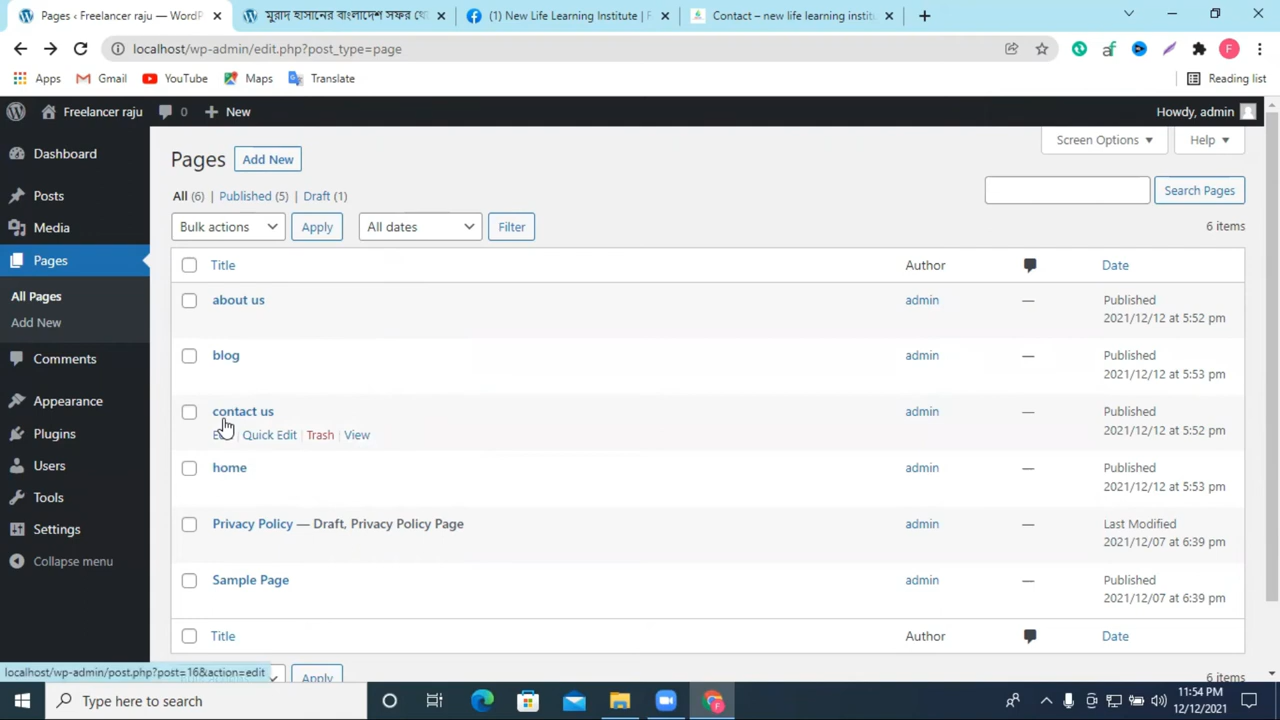 Pages ‹ Freelancer raju — WordP
মুরাদ হাসানের বাংলাদেশ সফর থে
(1) New Life Learning Institute | F
Contact – new life learning instit
localhost/wp-admin/edit.php?post_type=page
Apps
Gmail
YouTube
Maps
Translate
Reading list
Freelancer raju
0
New
Howdy, admin
Dashboard
Posts
Media
Pages
All Pages
Add New
Comments
Appearance
Plugins
Users
Tools
Settings
Collapse menu
Screen Options
Help
Pages
Add New
All (6) | Published (5) | Draft (1)
Search Pages
Bulk actions
Apply
All dates
Filter
6 items
Title
Author
Date
about us
admin
—
Published
2021/12/12 at 5:52 pm
blog
admin
—
Published
2021/12/12 at 5:53 pm
contact us
Quick Edit | Trash | View
admin
—
Published
2021/12/12 at 5:52 pm
home
admin
—
Published
2021/12/12 at 5:53 pm
Privacy Policy — Draft, Privacy Policy Page
admin
—
Last Modified
2021/12/07 at 6:39 pm
Sample Page
admin
—
Published
2021/12/07 at 6:39 pm
Title
Author
Date
Apply
6 items
localhost/wp-admin/post.php?post=16&action=edit
Type here to search
11:54 PM
12/12/2021